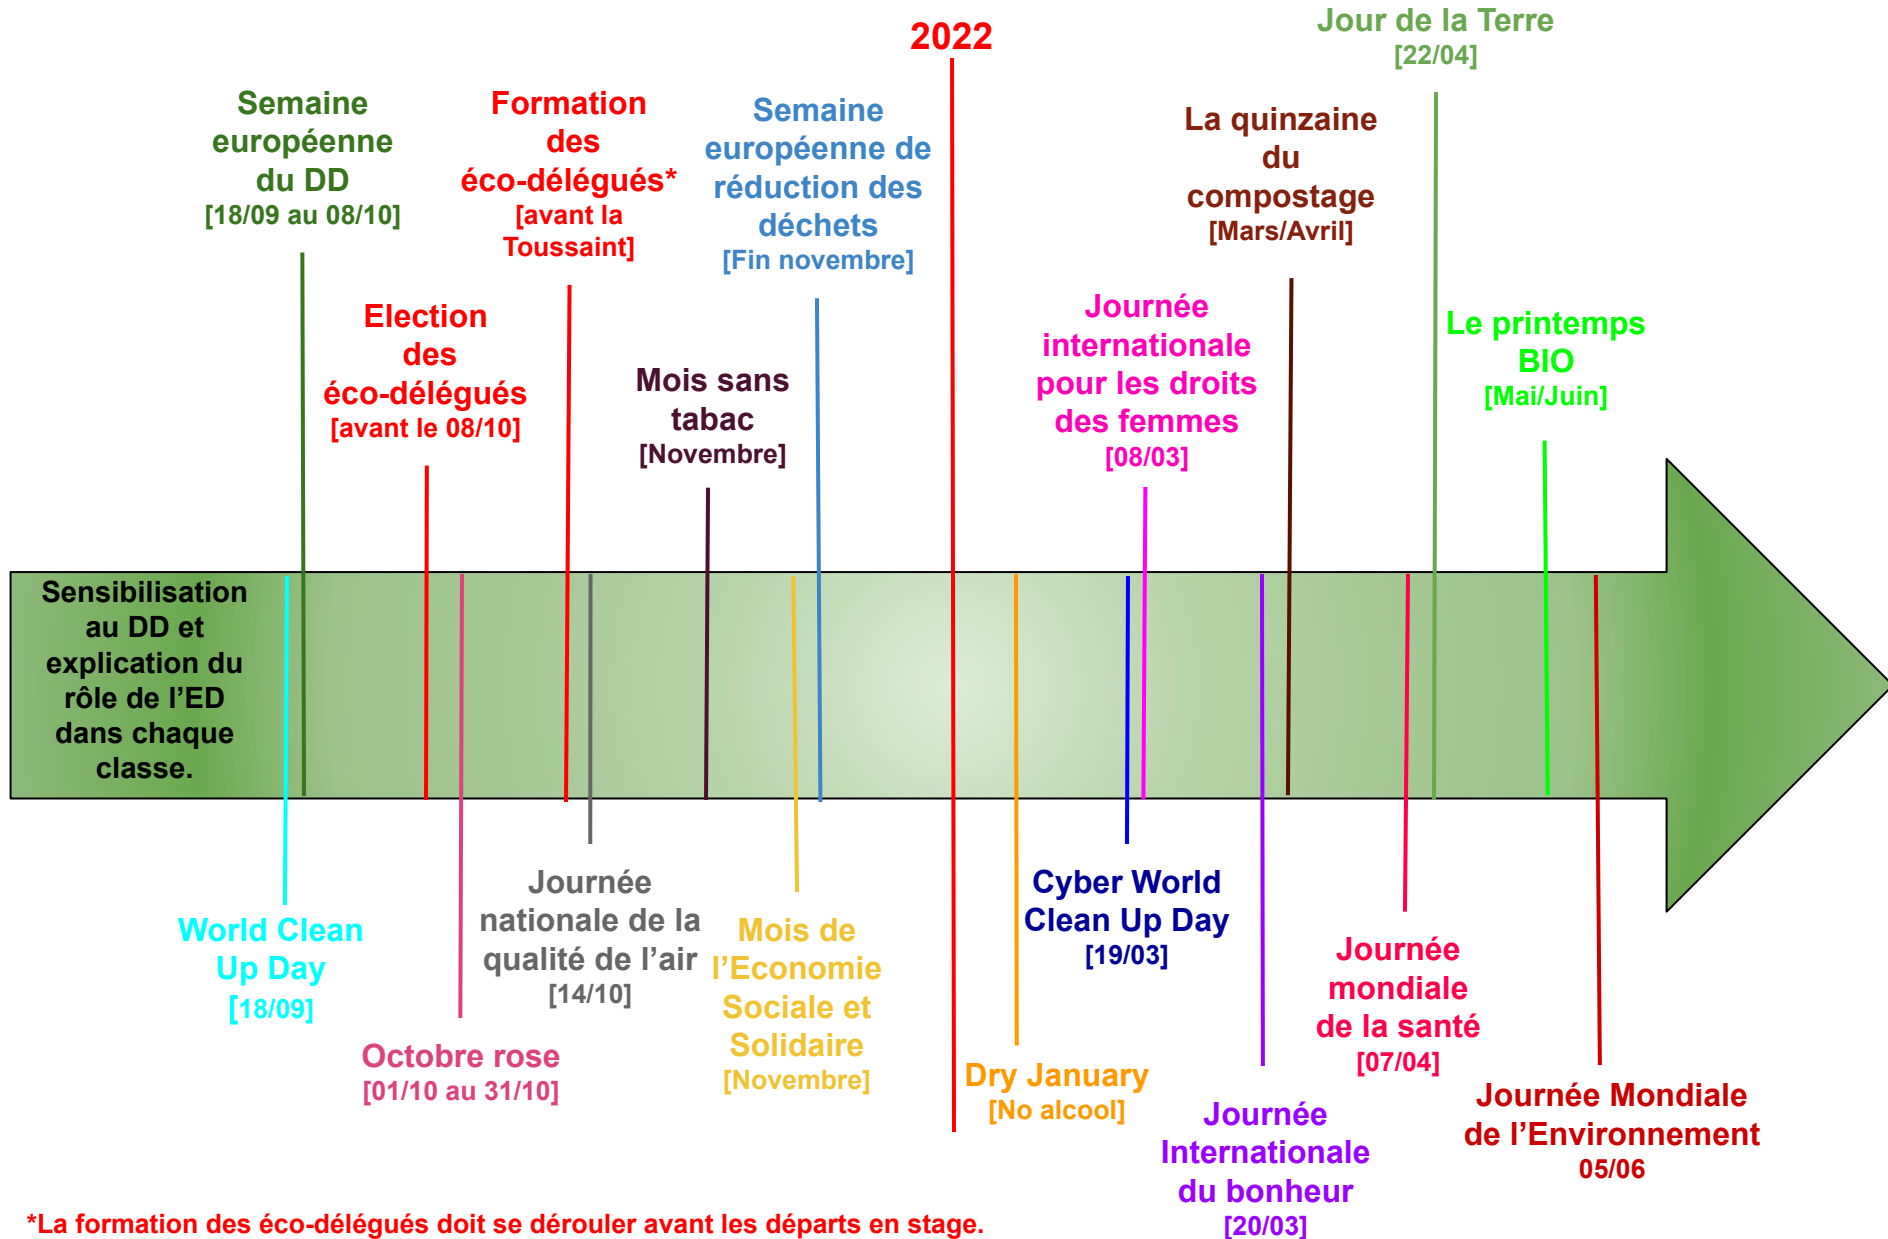 2022
Jour de la Terre
[22/04]
Semaine
européenne
du DD
[18/09 au 08/10]
Formation
des
éco-délégués*
[avant la
Toussaint]
Semaine
européenne de
réduction des
déchets
[Fin novembre]
La quinzaine
du
compostage
[Mars/Avril]
Election
des
éco-délégués
[avant le 08/10]
Mois sans
tabac
[Novembre]
Journée
internationale
pour les droits
des femmes
[08/03]
Le printemps
BIO
[Mai/Juin]
Sensibilisation
au DD et
explication du
rôle de l’ED
dans chaque
classe.
World Clean
Up Day
[18/09]
Octobre rose
[01/10 au 31/10]
Journée
nationale de la
qualité de l’air
[14/10]
Mois de
l’Economie
Sociale et
Solidaire
[Novembre]
Dry January
[No alcool]
Cyber World
Clean Up Day
[19/03]
Journée
Internationale
du bonheur
[20/03]
Journée
mondiale
de la santé
[07/04]
Journée Mondiale
de l’Environnement
05/06
*La formation des éco-délégués doit se dérouler avant les départs en stage.